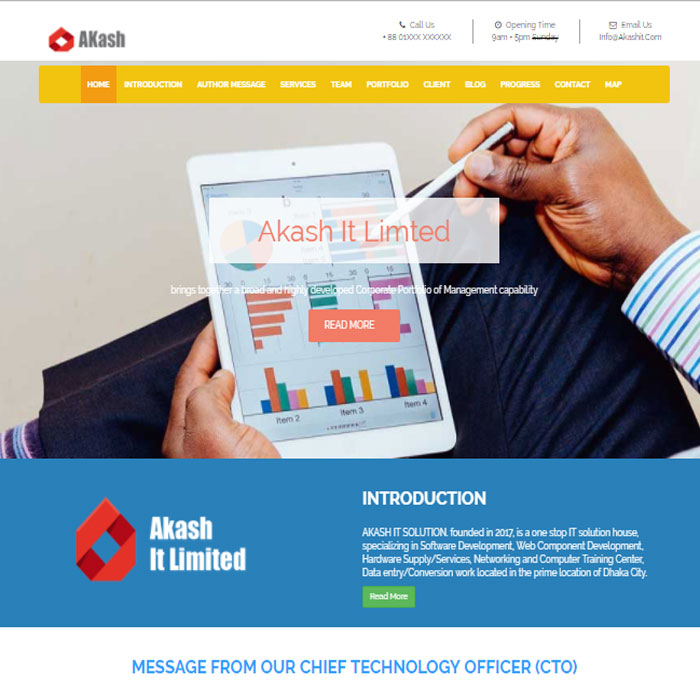 AKash
Call Us
+ 88 01XXX XXXXXX
Opening Time
9am - 5pm Sunday
Email Us
Info@Akashit.Com
HOME INTRODUCTION AUTHOR MESSAGE SERVICES TEAM PORTFOLIO CLIENT BLOG PROGRESS CONTACT MAP
Akash It Limted
brings together a broad and highly developed Corporate Portfolio of Management capability
READ MORE
15 30
Item 2
Item 3
Item 4
Akash
It Limited
INTRODUCTION
AKASH IT SOLUTION. founded in 2017, is a one stop IT solution house,
specializing in Software Development, Web Component Development,
Hardware Supply/Services, Networking and Computer Training Center,
Data entry/Conversion work located in the prime location of Dhaka City.
Read More
MESSAGE FROM OUR CHIEF TECHNOLOGY OFFICER (CTO)